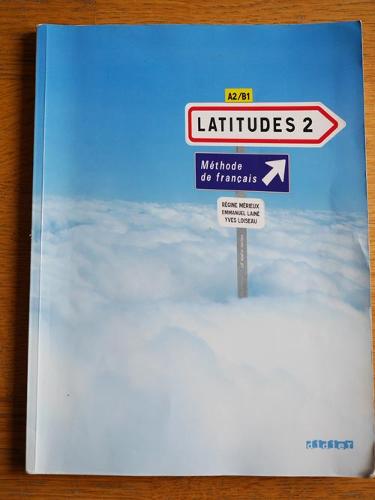 A2/B1
LATITUDES 2
Méthode
de français
RÉGINE MÉRIEUX
EMMANUEL LAINÉ
YVES LOISEAU
didier